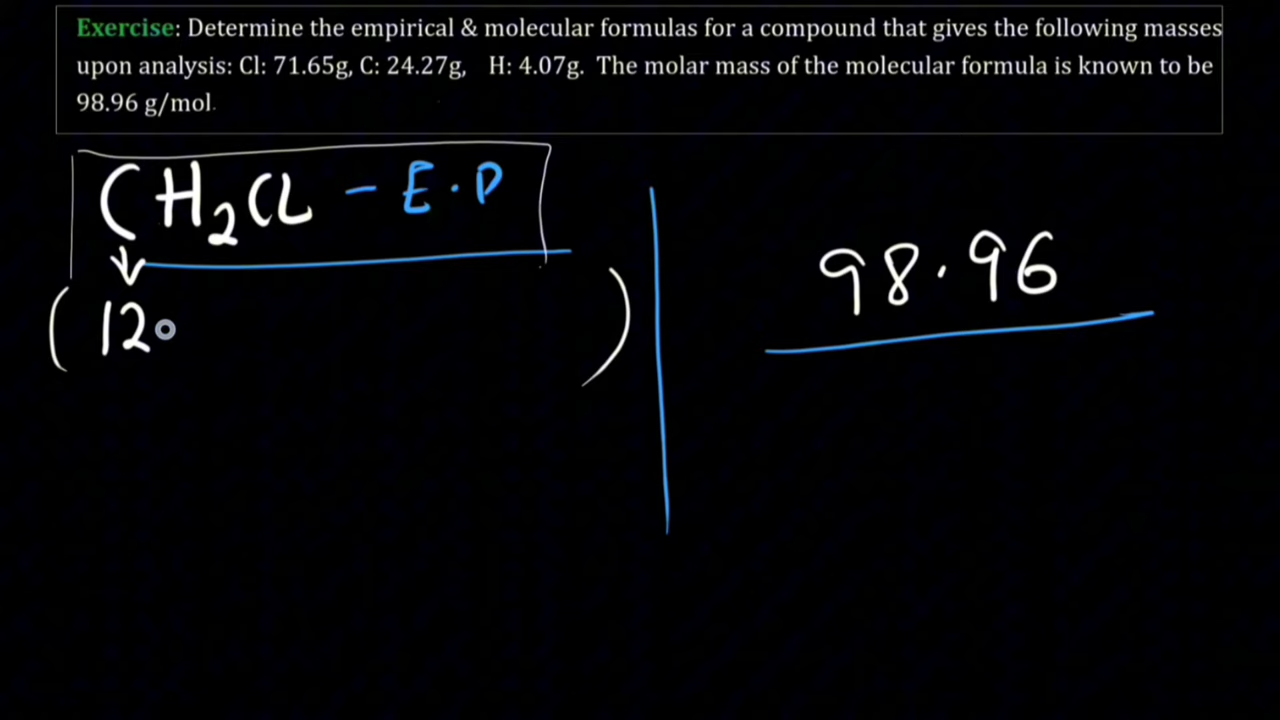 Exercise: Determine the empirical & molecular formulas for a compound that gives the following masses
upon analysis: Cl: 71.65g, C: 24.27g, H: 4.07g. The molar mass of the molecular formula is known to be
98.96 g/mol.
CH₂CL - E.P
98.96
( 12 )